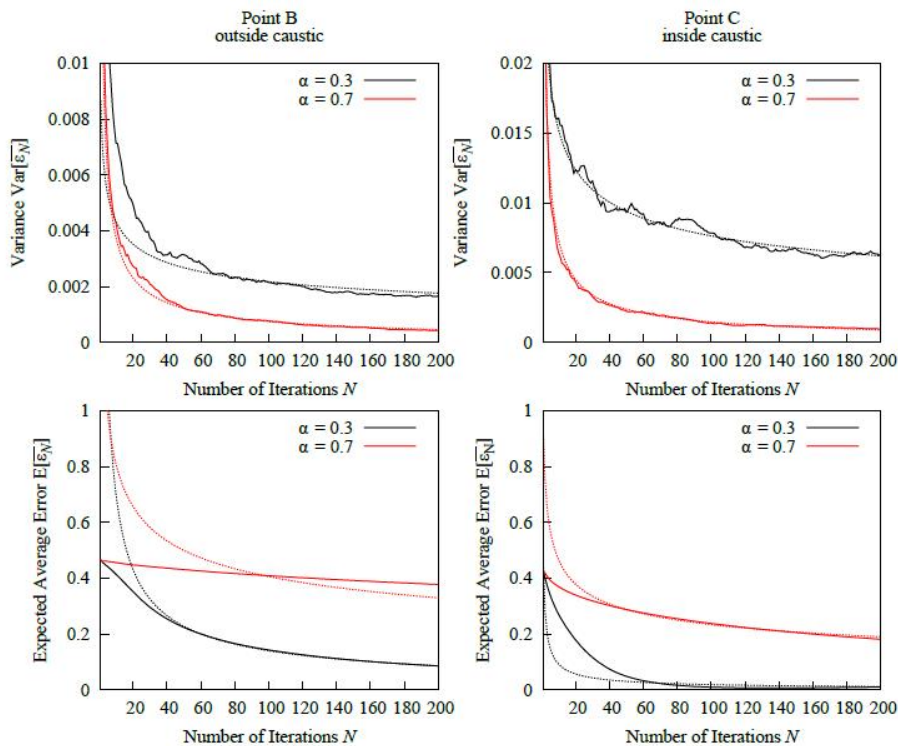 Point B
outside caustic
Point C
inside caustic
Variance Var[ε_N]
0.01
0.008
0.006
0.004
0.002
0
α = 0.3
α = 0.7
20 40 60 80 100 120 140 160 180 200
Number of Iterations N
Variance Var[ε_N]
0.02
0.015
0.01
0.005
0
α = 0.3
α = 0.7
20 40 60 80 100 120 140 160 180 200
Number of Iterations N
Expected Average Error E[ε_N]
1
0.8
0.6
0.4
0.2
0
α = 0.3
α = 0.7
20 40 60 80 100 120 140 160 180 200
Number of Iterations N
Expected Average Error E[ε_N]
1
0.8
0.6
0.4
0.2
0
α = 0.3
α = 0.7
20 40 60 80 100 120 140 160 180 200
Number of Iterations N